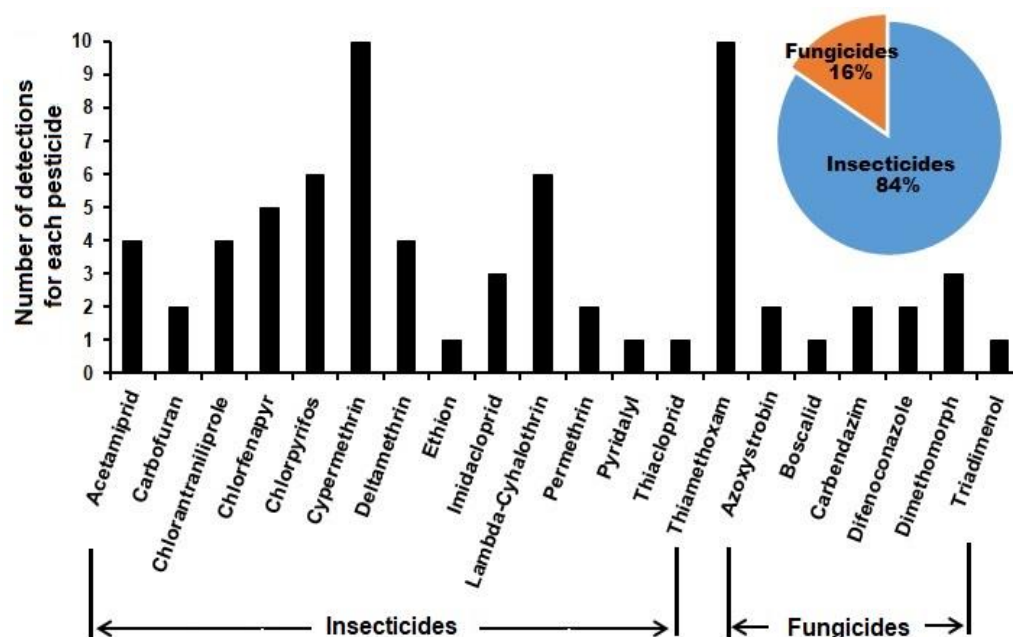 Number of detections
for each pesticide
10
9
8
7
6
5
4
3
2
1
0
Fungicides
16%
Insecticides
84%
Acetamiprid
Carbofuran
Chlorantraniliprole
Chlorfenapyr
Chlorpyrifos
Cypermethrin
Deltamethrin
Ethion
Imidacloprid
Lambda-Cyhalothrin
Permethrin
Pyridalyl
Thiacloprid
Thiamethoxam
Azoxystrobin
Boscalid
Carbendazim
Difenoconazole
Dimethomorph
Triadimenol
Insecticides
Fungicides